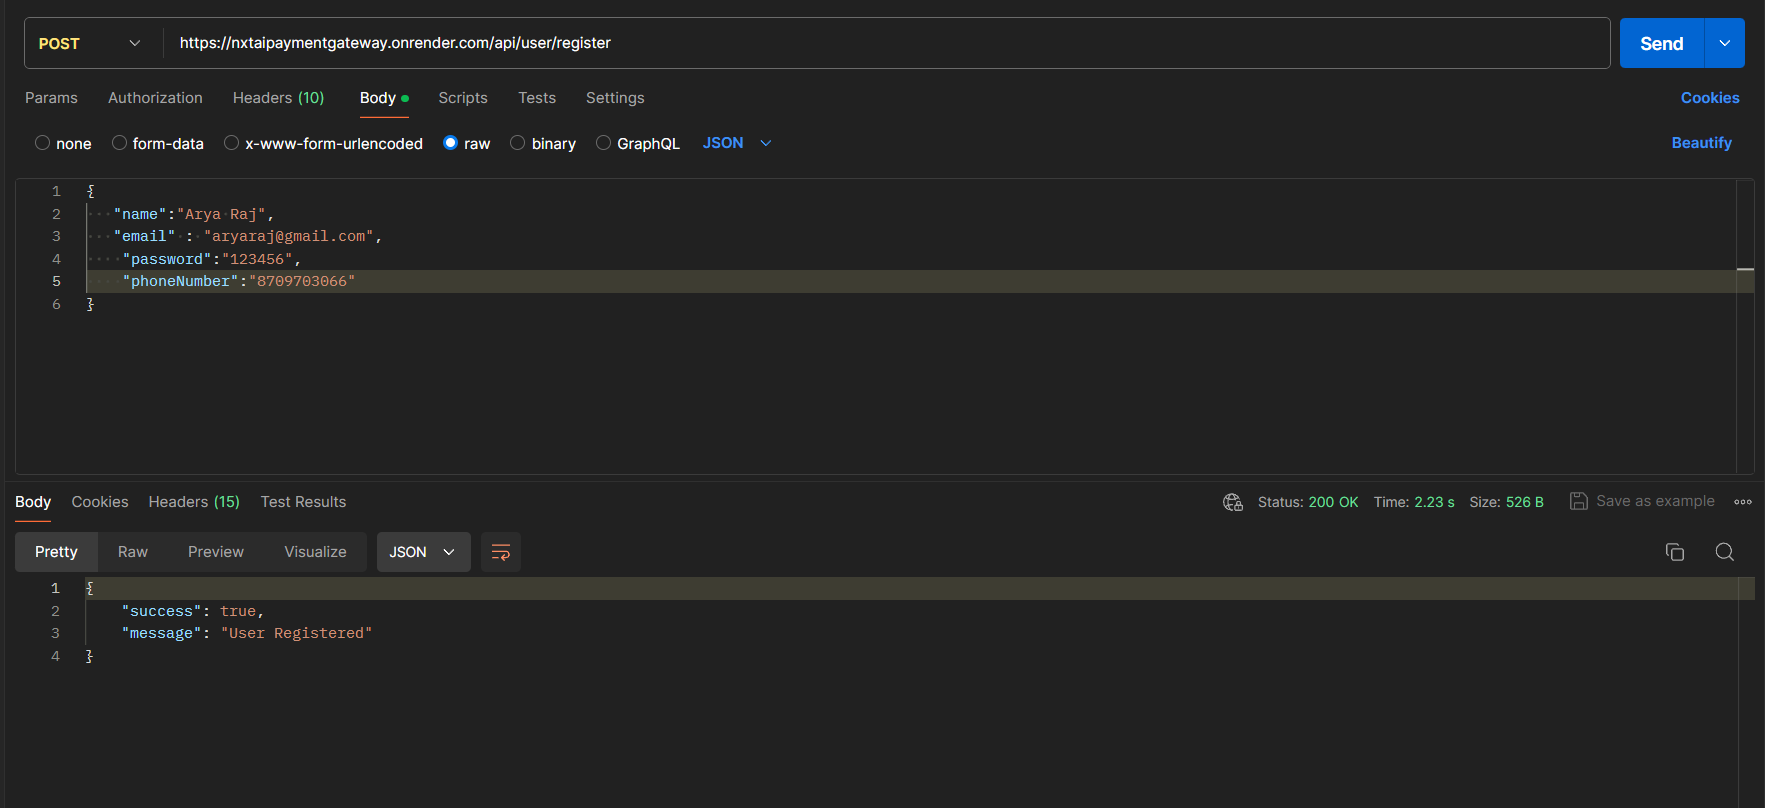 POST https://nxtaipaymentgateway.onrender.com/api/user/register Send
Params Authorization Headers (10) Body Scripts Tests Settings Cookies
none form-data x-www-form-urlencoded raw binary GraphQL JSON Beautify
1 {
2 "name":"Arya Raj",
3 "email" : "aryaraj@gmail.com",
4 "password":"123456",
5 "phoneNumber":"8709703066"
6 }
Body Cookies Headers (15) Test Results Status: 200 OK Time: 2.23 s Size: 526 B Save as example
Pretty Raw Preview Visualize JSON
1 {
2 "success": true,
3 "message": "User Registered"
4 }